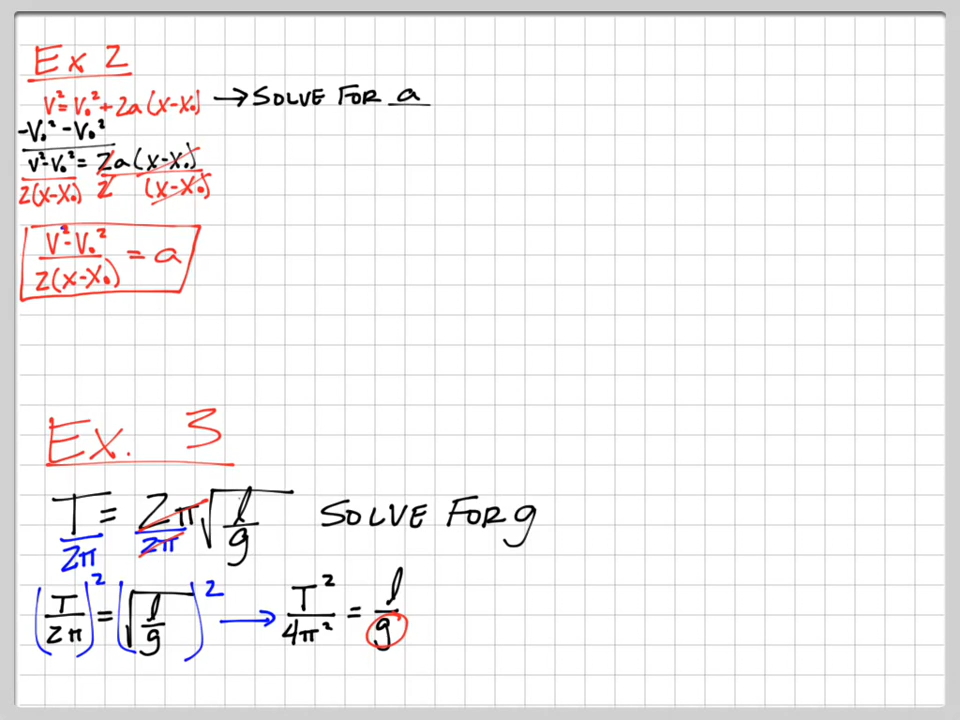 Ex 2
V² = V₀² + 2a(x-x₀) → SOLVE FOR a
-V₀² -V₀²
V²-V₀² = 2a(x-x₀)
2(x-x₀) 2 (x-x₀)
V²-V₀² = a
2(x-x₀)
Ex. 3
T = 2π√(l/g) SOLVE FOR g
2π 2π
(T/2π)² = (√(l/g))² → T²/4π² = l/g